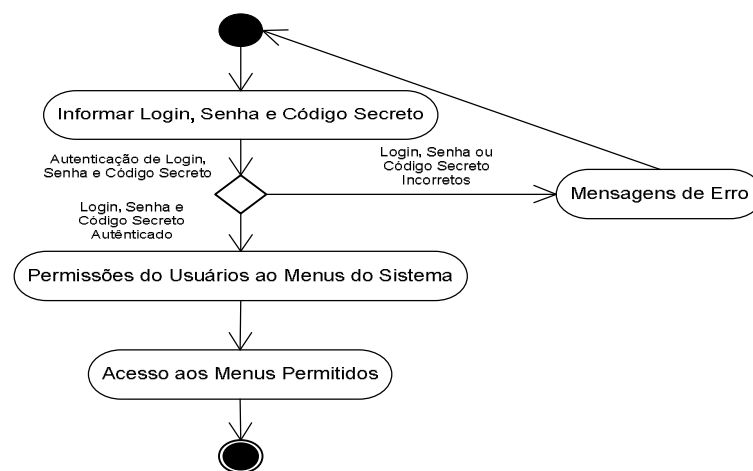 Informar Login, Senha e Código Secreto
Autenticação de Login,
Senha e Código Secreto
Login, Senha ou
Código Secreto
Incorretos
Mensagens de Erro
Login, Senha e
Código Secreto
Autênticado
Permissões do Usuários ao Menus do Sistema
Acesso aos Menus Permitidos